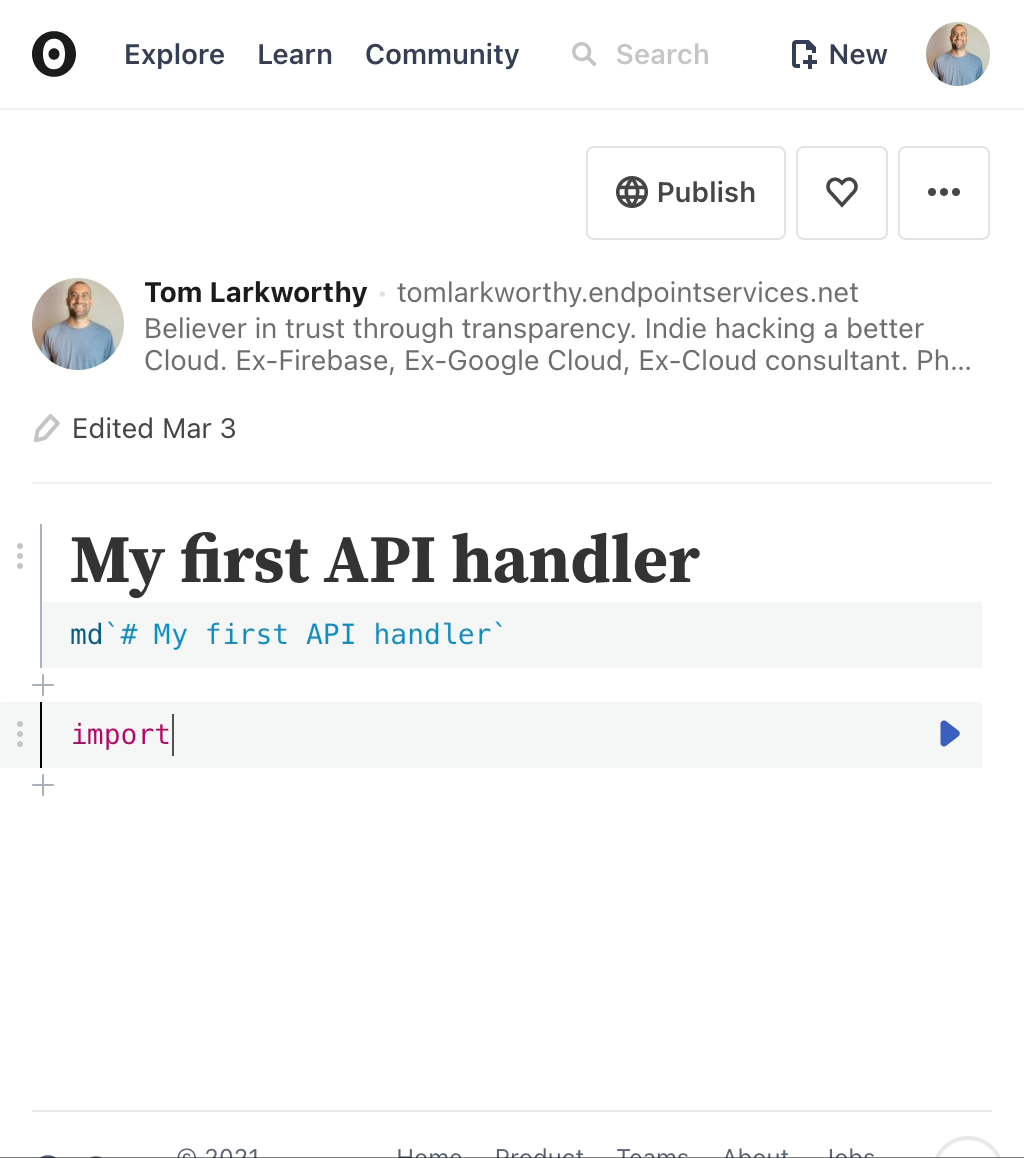 Explore Learn Community Search New
Publish
Tom Larkworthy • tomlarkworthy.endpointservices.net
Believer in trust through transparency. Indie hacking a better
Cloud. Ex-Firebase, Ex-Google Cloud, Ex-Cloud consultant. Ph...
Edited Mar 3
My first API handler
md`# My first API handler`
import
© 2021 Home Product Teams About Jobs